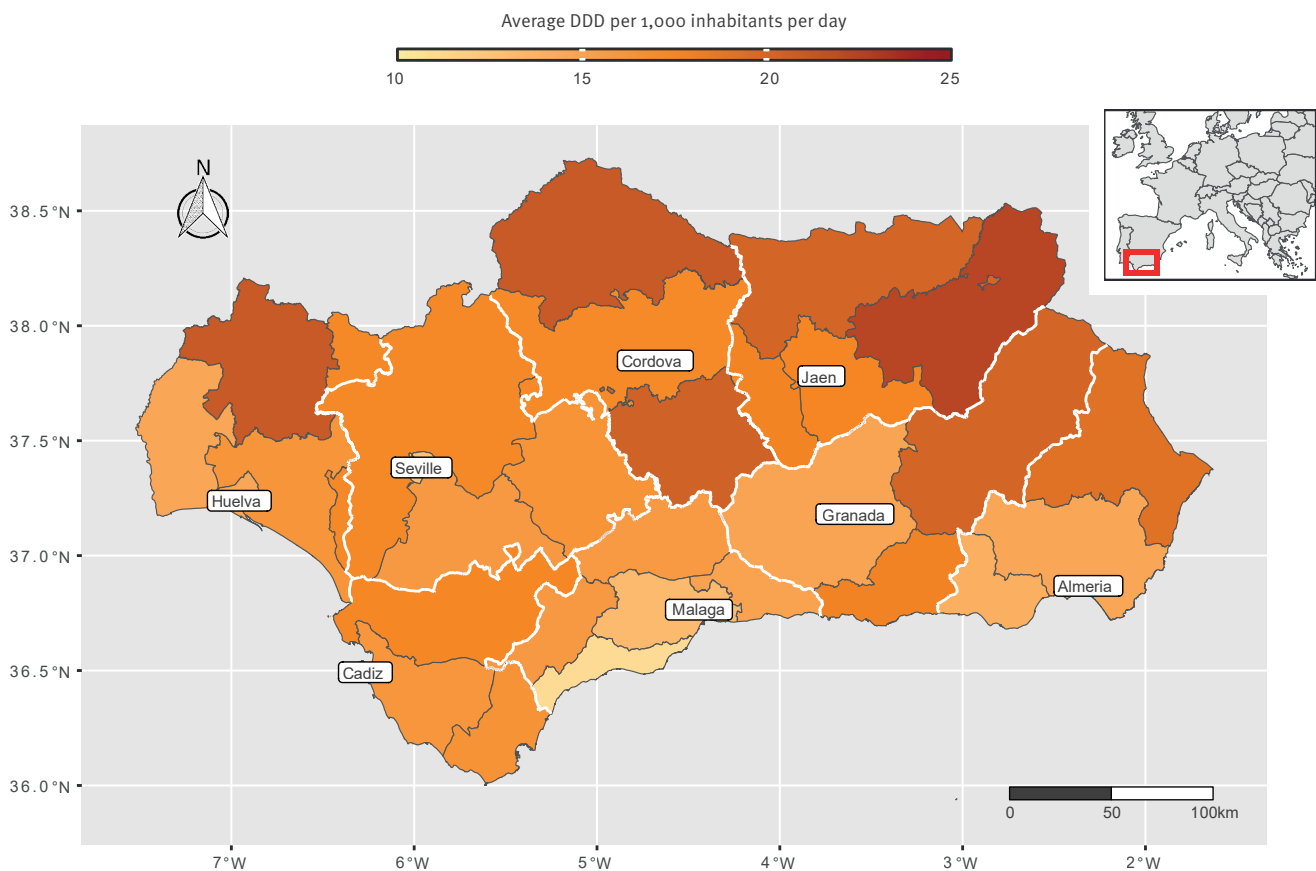 Average DDD per 1,000 inhabitants per day
10 15 20 25
N
38.5°N
38.0°N
Cordova
Jaen
37.5°N
Seville
Huelva
Granada
37.0°N
Almeria
Malaga
36.5°N
Cadiz
36.0°N
0 50 100km
7°W 6°W 5°W 4°W 3°W 2°W